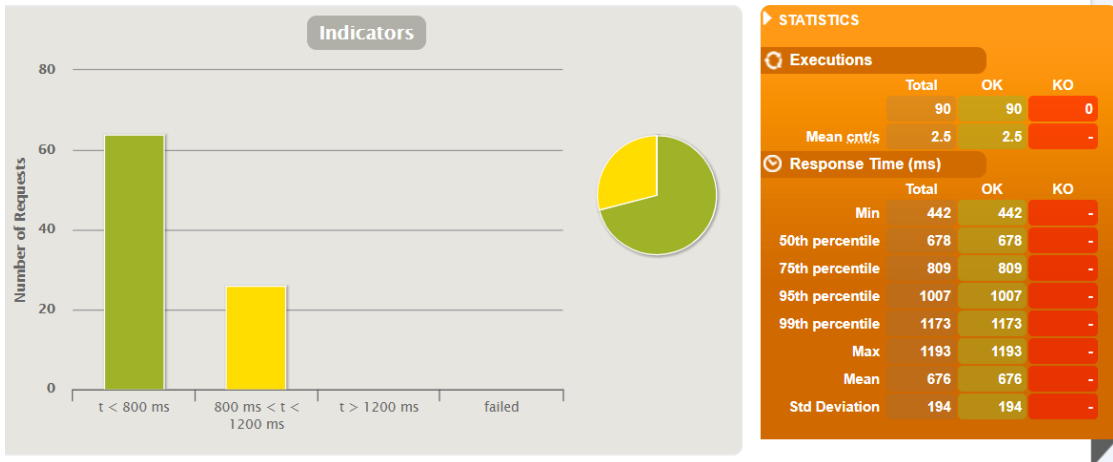 Indicators
Number of Requests
80
60
40
20
0
t < 800 ms
800 ms < t <
1200 ms
t > 1200 ms
failed
STATISTICS
Executions
Total OK KO
90 90 0
Mean cnt/s 2.5 2.5 -
Response Time (ms)
Total OK KO
Min 442 442 -
50th percentile 678 678 -
75th percentile 809 809 -
95th percentile 1007 1007 -
99th percentile 1173 1173 -
Max 1193 1193 -
Mean 676 676 -
Std Deviation 194 194 -